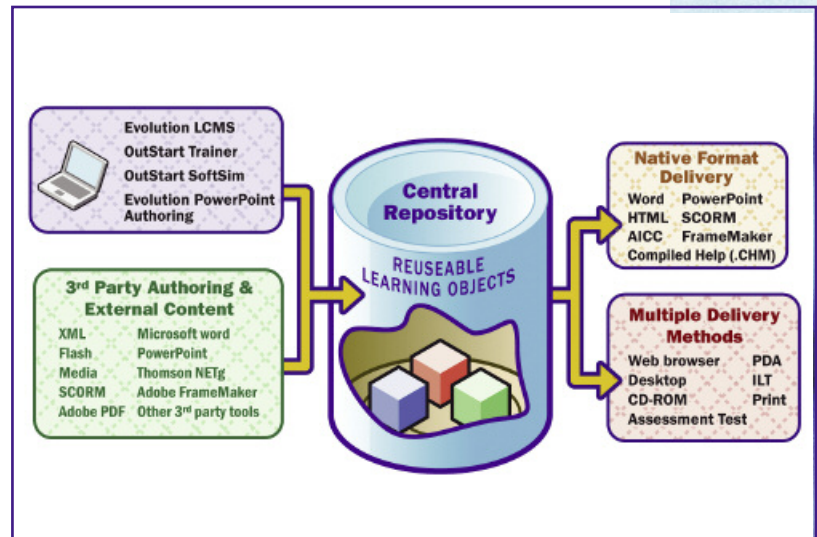 Evolution LCMS
OutStart Trainer
OutStart SoftSim
Evolution PowerPoint
Authoring
3rd Party Authoring &
External Content
XML Microsoft word
Flash PowerPoint
Media Thomson NETg
SCORM Adobe FrameMaker
Adobe PDF Other 3rd party tools
Central
Repository
REUSEABLE
LEARNING OBJECTS
Native Format
Delivery
Word PowerPoint
HTML SCORM
AICC FrameMaker
Compiled Help (.CHM)
Multiple Delivery
Methods
Web browser PDA
Desktop ILT
CD-ROM Print
Assessment Test